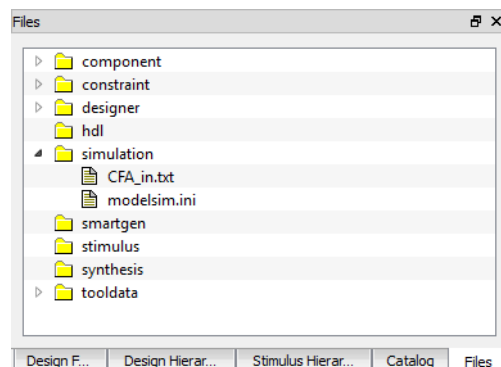 Files
component
constraint
designer
hdl
simulation
CFA_in.txt
modelsim.ini
smartgen
stimulus
synthesis
tooldata
Design F... Design Hierar... Stimulus Hierar... Catalog Files